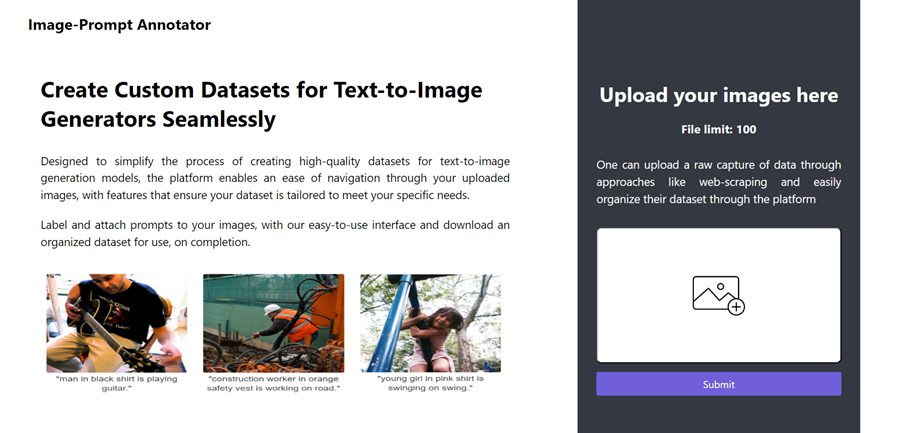 Image-Prompt Annotator
Create Custom Datasets for Text-to-Image
Generators Seamlessly
Designed to simplify the process of creating high-quality datasets for text-to-image
generation models, the platform enables an ease of navigation through your uploaded
images, with features that ensure your dataset is tailored to meet your specific needs.
Label and attach prompts to your images, with our easy-to-use interface and download an
organized dataset for use, on completion.
"man in black shirt is playing
guitar."
"construction worker in orange
safety vest is working on road."
"young girl in pink shirt is
swinging on swing."
Upload your images here
File limit: 100
One can upload a raw capture of data through
approaches like web-scraping and easily
organize their dataset through the platform
Submit